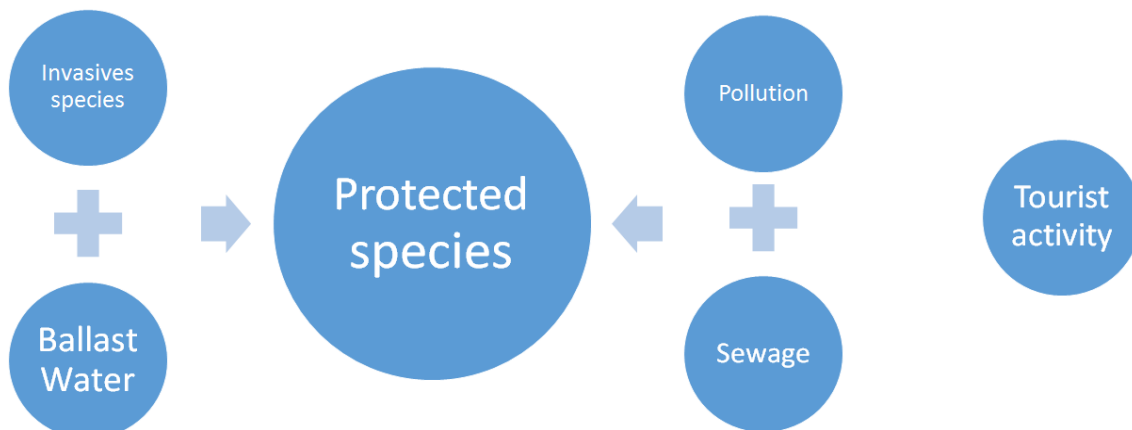 Invasives
species
Ballast
Water
Protected
species
Pollution
Sewage
Tourist
activity